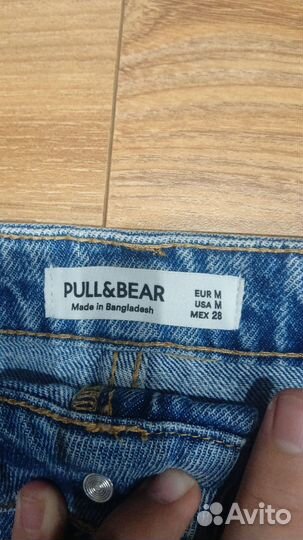 PULL&BEAR
Made in Bangladesh
EUR M
USA M
MEX 28
Avito